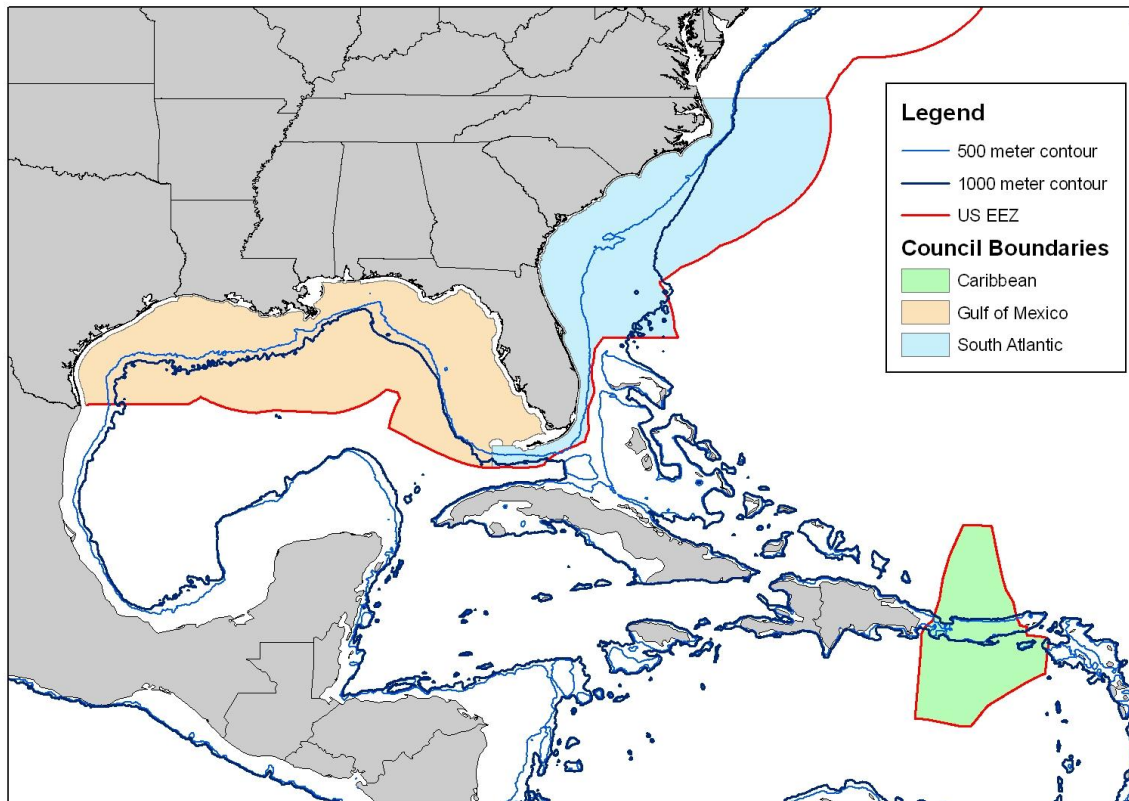 Legend
500 meter contour
1000 meter contour
US EEZ
Council Boundaries
Caribbean
Gulf of Mexico
South Atlantic